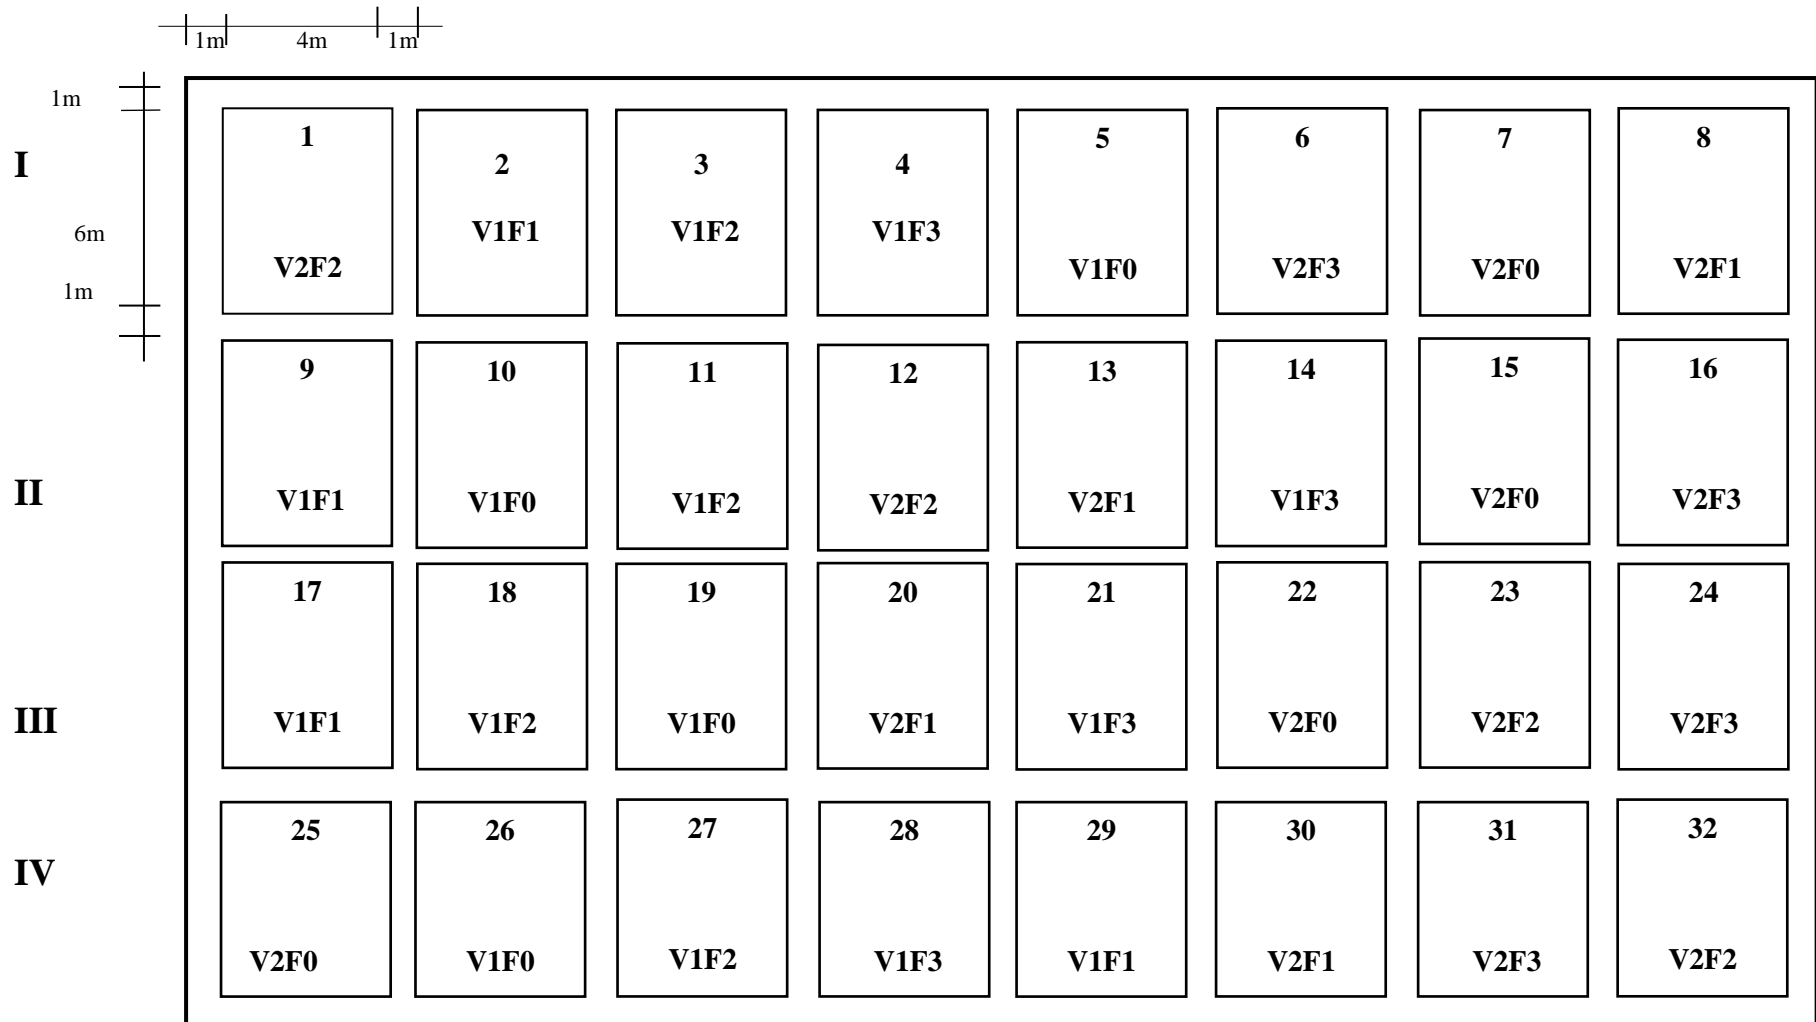 1m 4m 1m
1m
6m
1m
I
1 2 3 4 5 6 7 8
V2F2 V1F1 V1F2 V1F3 V1F0 V2F3 V2F0 V2F1
II
9 10 11 12 13 14 15 16
V1F1 V1F0 V1F2 V2F2 V2F1 V1F3 V2F0 V2F3
III
17 18 19 20 21 22 23 24
V1F1 V1F2 V1F0 V2F1 V1F3 V2F0 V2F2 V2F3
IV
25 26 27 28 29 30 31 32
V2F0 V1F0 V1F2 V1F3 V1F1 V2F1 V2F3 V2F2